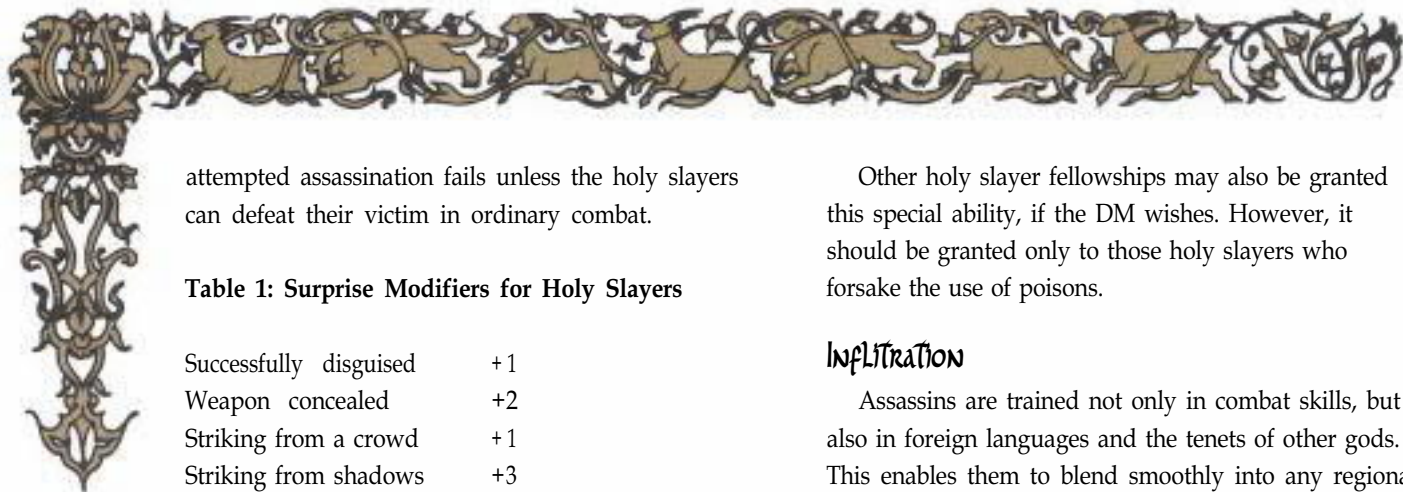 attempted assassination fails unless the holy slayers
can defeat their victim in ordinary combat.
Table 1: Surprise Modifiers for Holy Slayers
Successfully disguised +1
Weapon concealed +2
Striking from a crowd +1
Striking from shadows +3
Other holy slayer fellowships may also be granted
this special ability, if the DM wishes. However, it
should be granted only to those holy slayers who
forsake the use of poisons.
Inflitration
Assassins are trained not only in combat skills, but
also in foreign languages and the tenets of other gods.
This enables them to blend smoothly into any regiona